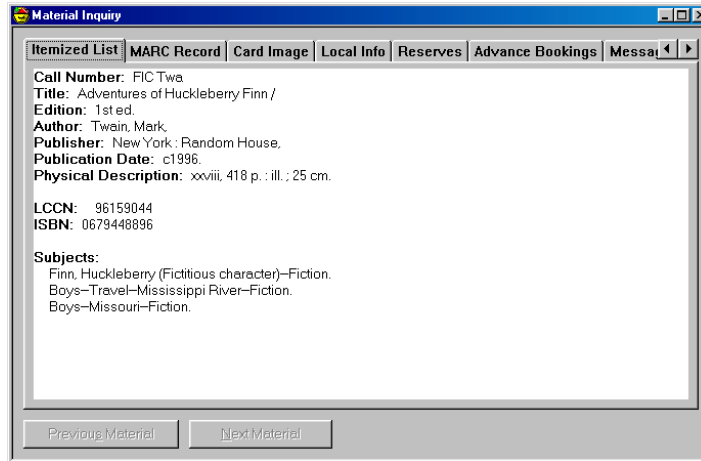 Material Inquiry
Itemized List MARC Record Card Image Local Info Reserves Advance Bookings Messa
Call Number: FIC Twa
Title: Adventures of Huckleberry Finn /
Edition: 1st ed.
Author: Twain, Mark,
Publisher: New York : Random House,
Publication Date: c1996.
Physical Description: xxviii, 418 p. : ill. ; 25 cm.
LCCN: 96159044
ISBN: 0679448896
Subjects:
Finn, Huckleberry (Fictitious character)—Fiction.
Boys—Travel—Mississippi River—Fiction.
Boys—Missouri—Fiction.
Previous Material Next Material